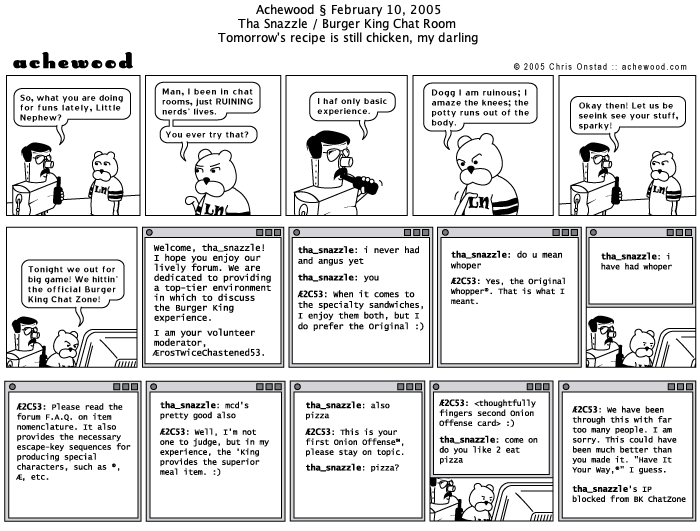 Achewood § February 10, 2005
Tha Snazzle / Burger King Chat Room
Tomorrow's recipe is still chicken, my darling
achewood
© 2005 Chris Onstad :: achewood.com
So, what you are doing
for funs lately, Little
Nephew?
Man, I been in chat
rooms, just RUINING
nerds' lives.
You ever try that?
I haf only basic
experience.
Dogg I am ruinous; I
amaze the knees; the
potty runs out of the
body.
Okay then! Let us be
seeink see your stuff,
sparky!
Tonight we out for
big game! We hittin'
the official Burger
King Chat Zone!
Welcome, tha_snazzle!
I hope you enjoy our
lively forum. We are
dedicated to providing
a top-tier environment
in which to discuss
the Burger King
experience.
I am your volunteer
moderator,
ÆrosTwiceChastened53.
tha_snazzle: i never had
and angus yet
tha_snazzle: you
Æ2C53: When it comes to
the specialty sandwiches,
I enjoy them both, but I
do prefer the Original :)
tha_snazzle: do u mean
whoper
Æ2C53: Yes, the Original
Whopper®. That is what I
meant.
tha_snazzle: i
have had whoper
Æ2C53: Please read the
forum F.A.Q. on item
nomenclature. It also
provides the necessary
escape-key sequences for
producing special
characters, such as ®,
Æ, etc.
tha_snazzle: mcd's
pretty good also
Æ2C53: Well, I'm not
one to judge, but in my
experience, the 'King
provides the superior
meal item. :)
tha_snazzle: also
pizza
Æ2C53: This is your
first Onion Offense℠,
please stay on topic.
tha_snazzle: pizza?
Æ2C53: <thoughtfully
fingers second Onion
Offense card> :)
tha_snazzle: come on
do you like 2 eat
pizza
Æ2C53: We have been
through this with far
too many people. I am
sorry. This could have
been much better than
you made it. "Have It
Your Way,®" I guess.
tha_snazzle's IP
blocked from BK ChatZone